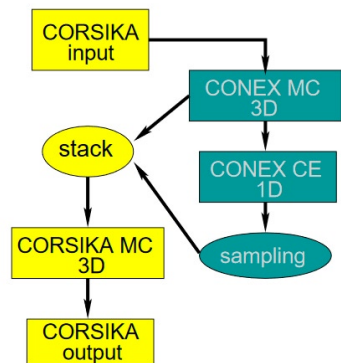 CORSIKA
input
CONEX MC
3D
stack
CONEX CE
1D
CORSIKA MC
3D
sampling
CORSIKA
output